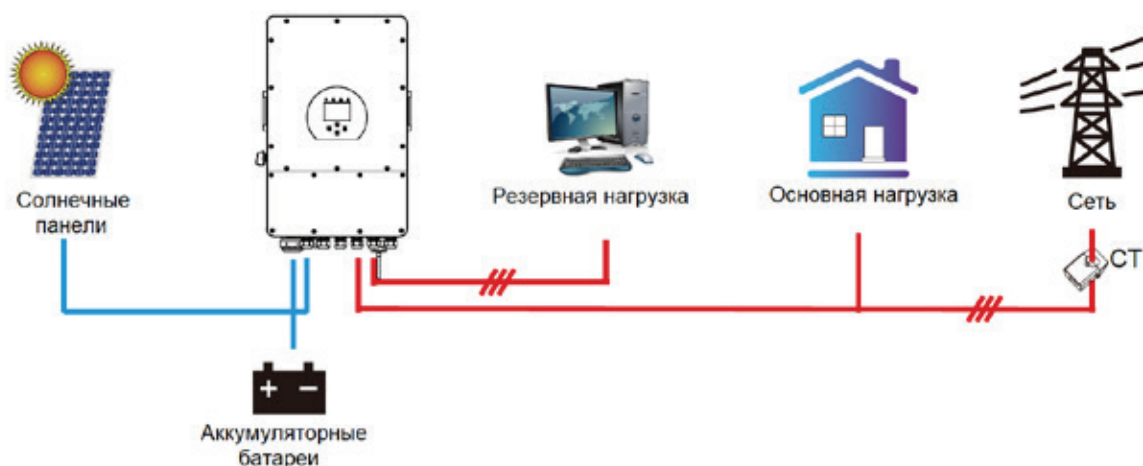 Солнечные
панели
Резервная нагрузка
Основная нагрузка
Сеть
CT
Аккумуляторные
батареи